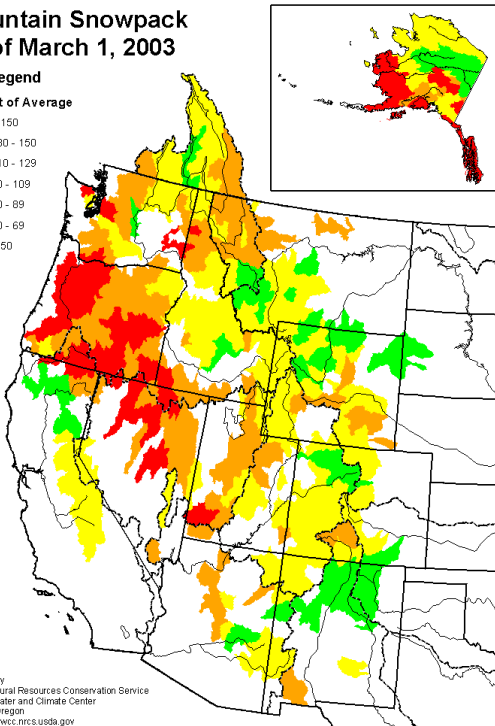 untain Snowpack
of March 1, 2003
egend
t of Average
150
30 - 150
10 - 129
0 - 109
0 - 89
0 - 69
50
y
ural Resources Conservation Service
ater and Climate Center
regon
wcc.nrcs.usda.gov